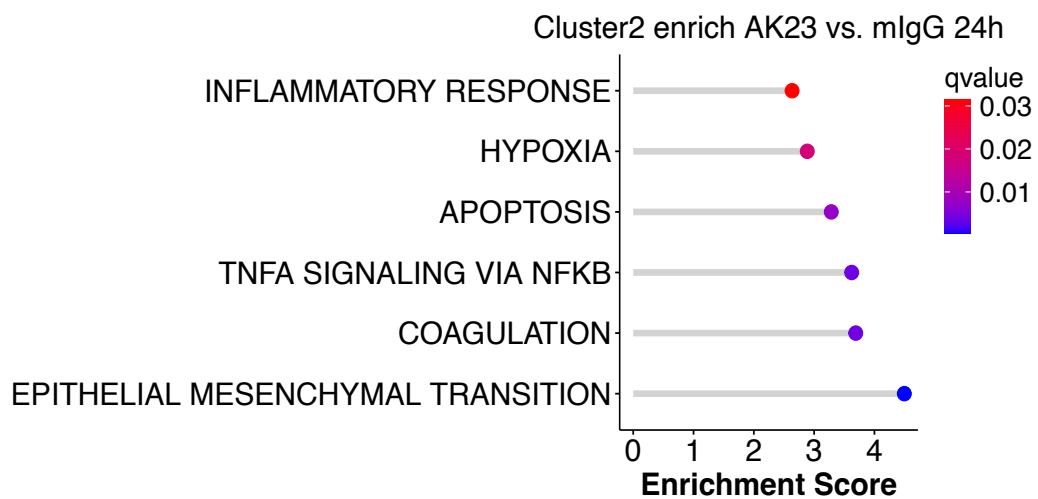 Cluster2 enrich AK23 vs. mIgG 24h
INFLAMMATORY RESPONSE
HYPOXIA
APOPTOSIS
TNFA SIGNALING VIA NFKB
COAGULATION
EPITHELIAL MESENCHYMAL TRANSITION
0 1 2 3 4
Enrichment Score
qvalue
0.03
0.02
0.01